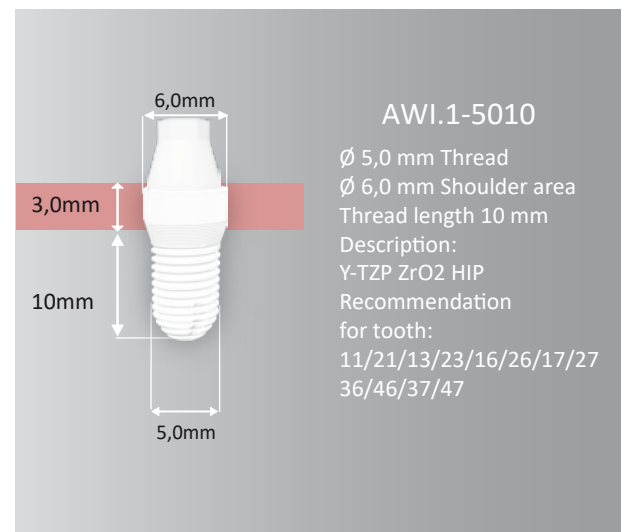 6,0mm
AWI.1-5010
Ø 5,0 mm Thread
Ø 6,0 mm Shoulder area
3,0mm
Thread length 10 mm
Description:
Y-TZP ZrO2 HIP
10mm
Recommendation
for tooth:
11/21/13/23/16/26/17/27
36/46/37/47
5,0mm